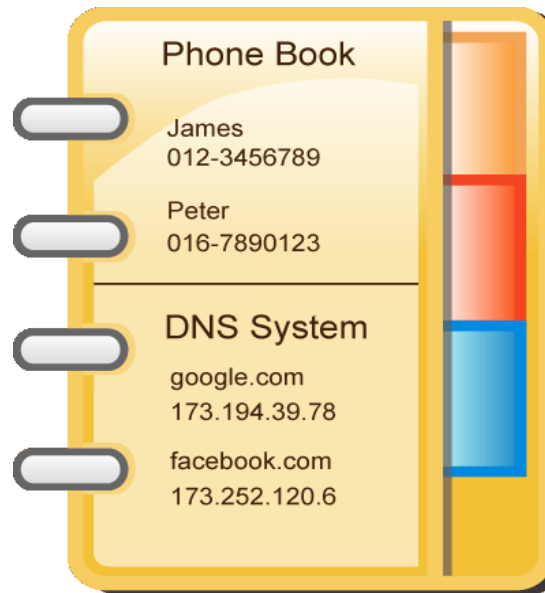 Phone Book
James
012-3456789
Peter
016-7890123
DNS System
google.com
173.194.39.78
facebook.com
173.252.120.6